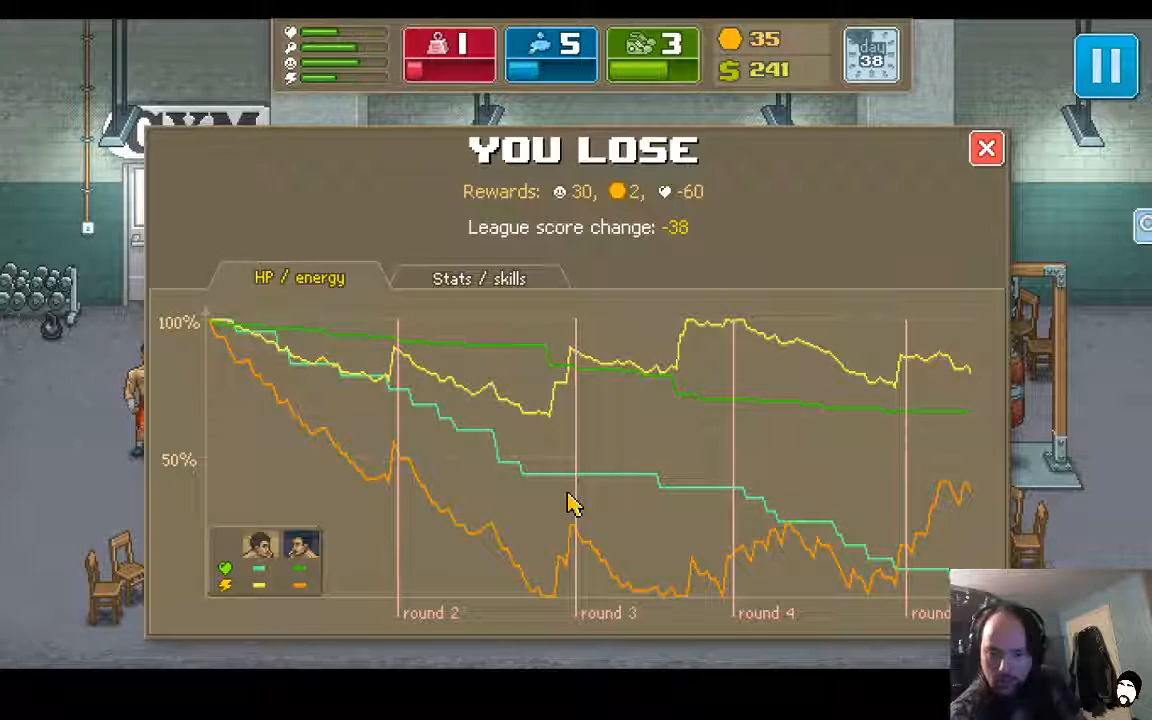 1
5
3
35
241
day
38
GYM
YOU LOSE
Rewards: 30, 2, -60
League score change: -38
HP / energy
Stats / skills
100%
50%
round 2
round 3
round 4
round